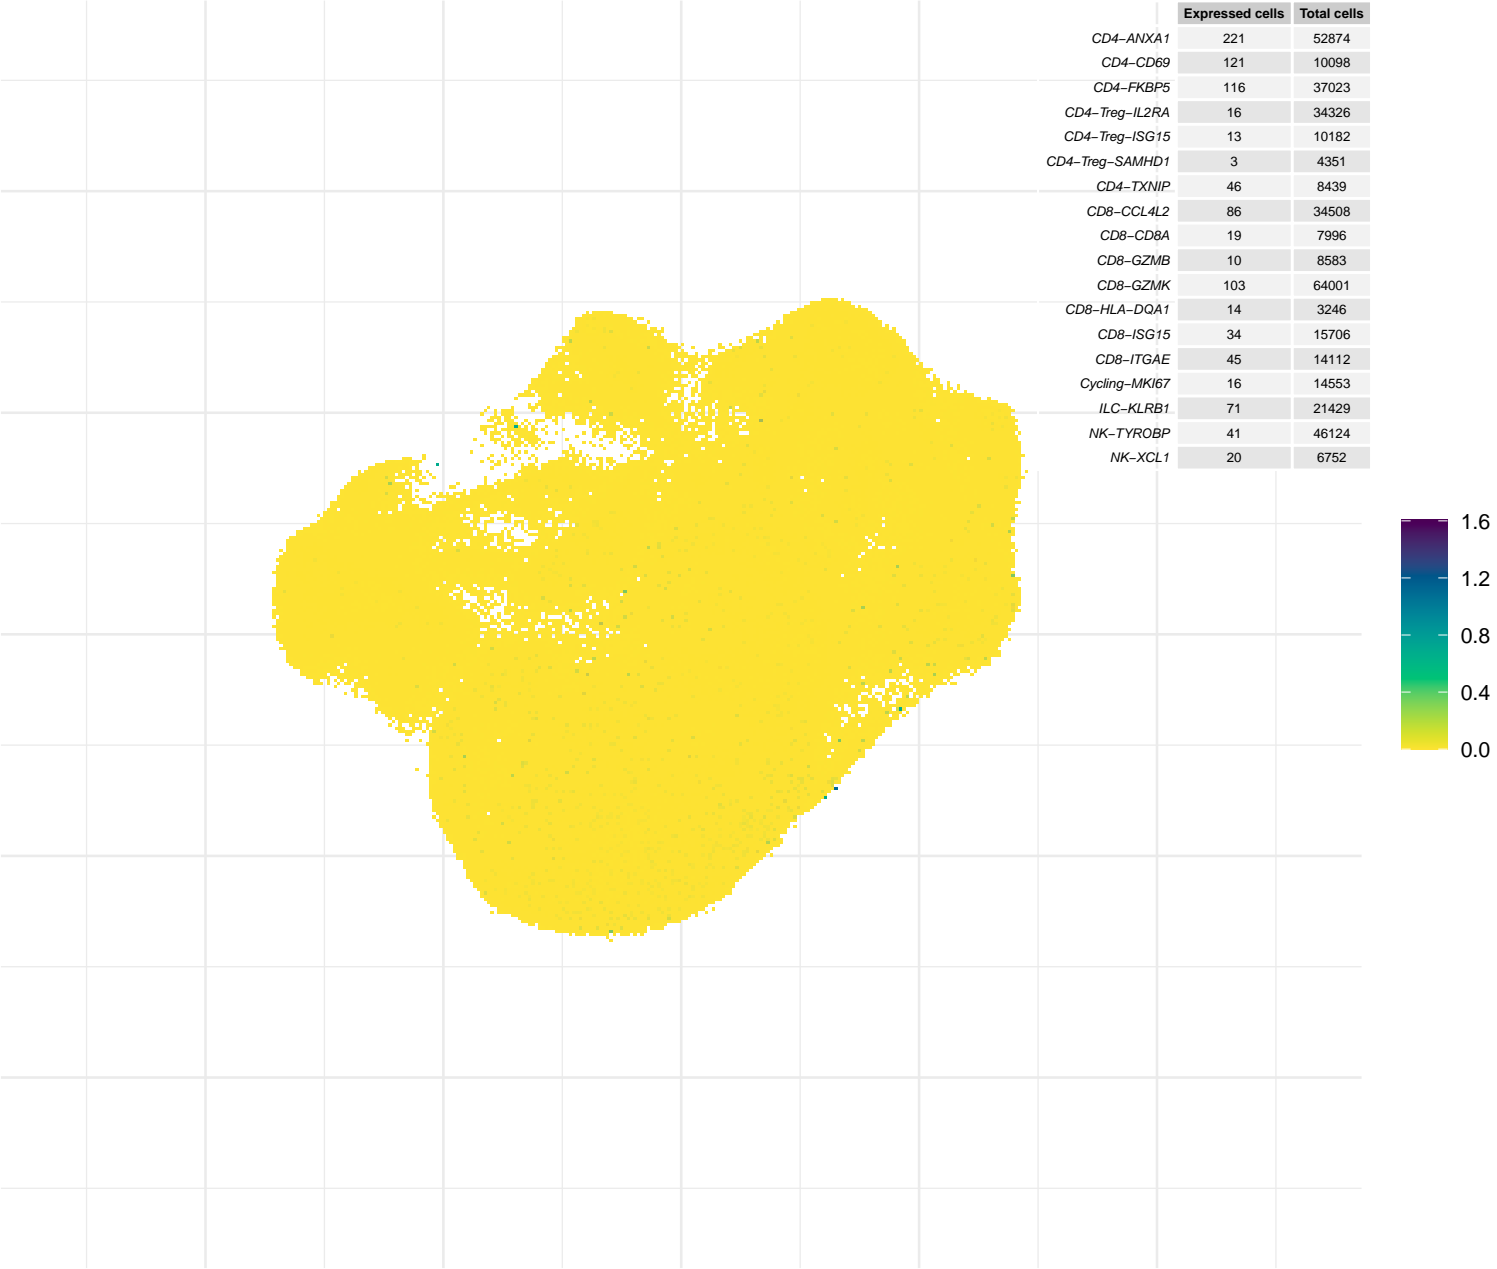 Expressed cells Total cells
CD4−ANXA1 221 52874
CD4−CD69 121 10098
CD4−FKBP5 116 37023
CD4−Treg−IL2RA 16 34326
CD4−Treg−ISG15 13 10182
CD4−Treg−SAMHD1 3 4351
CD4−TXNIP 46 8439
CD8−CCL4L2 86 34508
CD8−CD8A 19 7996
CD8−GZMB 10 8583
CD8−GZMK 103 64001
CD8−HLA−DQA1 14 3246
CD8−ISG15 34 15706
CD8−ITGAE 45 14112
Cycling−MKI67 16 14553
ILC−KLRB1 71 21429
NK−TYROBP 41 46124
NK−XCL1 20 6752
1.6
1.2
0.8
0.4
0.0